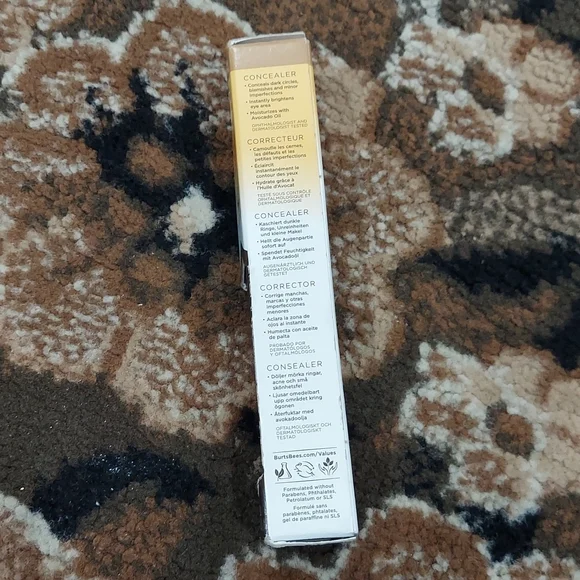 CONCEALER
• Conceals dark circles,
blemishes and minor
imperfections
• Instantly brightens
eye area
• Moisturizes with
Avocado Oil
OPHTHALMOLOGIST AND
DERMATOLOGIST TESTED
CORRECTEUR
• Camoufle les cernes,
les défauts et les
petites imperfections
• Éclaircit
instantanément le
contour des yeux
• Hydrate grâce à
l'Huile d'Avocat
TESTÉ SOUS CONTRÔLE
OPHTALMOLOGIQUE ET
DERMATOLOGIQUE
CONCEALER
• Kaschiert dunkle
Ringe, Unreinheiten
und kleine Makel
• Hellt die Augenpartie
sofort auf
• Spendet Feuchtigkeit
mit Avocadoöl
AUGENÄRZTLICH UND
DERMATOLOGISCH
GETESTET
CORRECTOR
• Corrige manchas,
marcas y otras
imperfecciones
menores
• Aclara la zona de
ojos al instante
• Humecta con aceite
de palta
PROBADO POR
DERMATÓLOGOS
Y OFTALMÓLOGOS
CONSEALER
• Döljer mörka ringar,
acne och små
skönhetsfel
• Ljusar omedelbart
upp området kring
ögonen
• Återfuktar med
avokadoolja
OFTALMOLOGISKT OCH
DERMATOLOGISKT
TESTAD
BurtsBees.com/Values
Formulated without
Parabens, Phthalates,
Petrolatum or SLS
Formulé sans
parabènes, phtalates,
gel de paraffine ni SLS